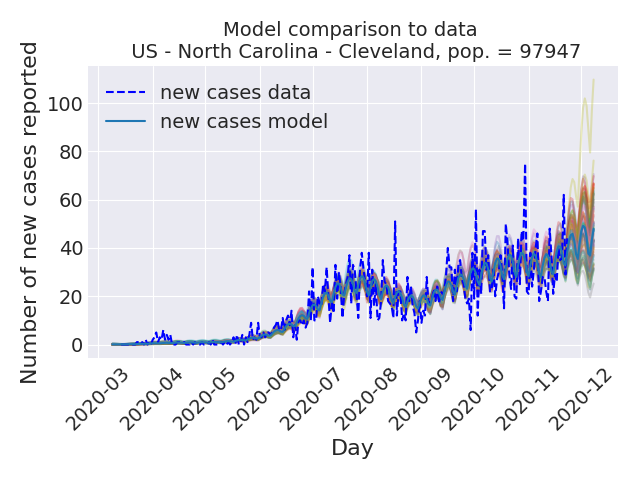 Model comparison to data
US - North Carolina - Cleveland, pop. = 97947
Number of new cases reported
100
80
60
40
20
0
new cases data
new cases model
2020-03
2020-04
2020-05
2020-06
2020-07
2020-08
2020-09
2020-10
2020-11
2020-12
Day